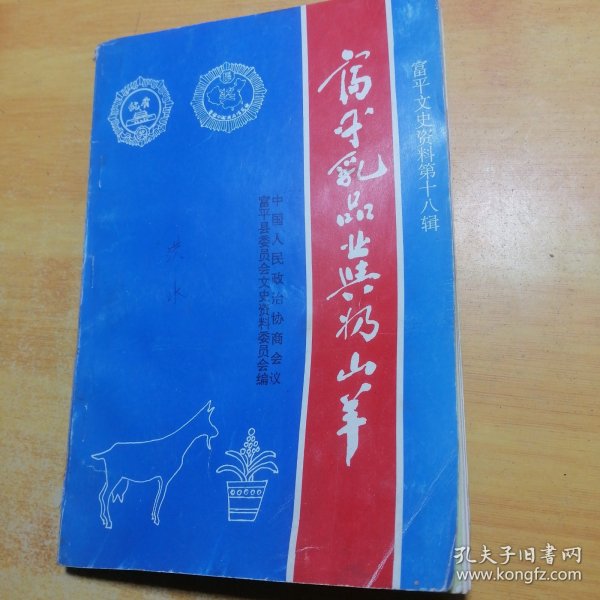 富平文史资料第十八辑
富平乳品业与奶山羊
中国人民政治协商会议
富平县委员会文史资料委员会编
孔夫子旧书网
www.kongfz.com